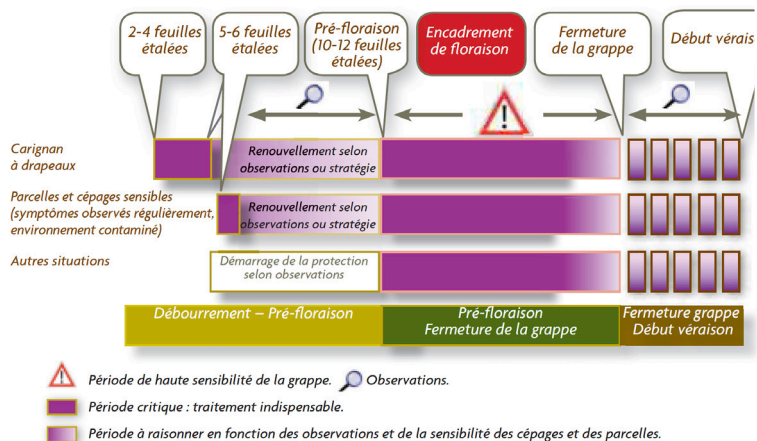 2-4 feuilles
étalées
5-6 feuilles
étalées
Pré-floraison
(10-12 feuilles
étalées)
Encadrement
de floraison
Fermeture
de la grappe
Début vérais
Carignan
à drapeaux
Renouvellement selon
observations ou stratégie
Parcelles et cépages sensibles
(symptômes observés régulièrement,
environnement contaminé)
Renouvellement selon
observations ou stratégie
Autres situations
Démarrage de la protection
selon observations
Débourrement – Pré-floraison
Pré-floraison
Fermeture de la grappe
Fermeture grappe
Début véraison
Période de haute sensibilité de la grappe.
Observations.
Période critique : traitement indispensable.
Période à raisonner en fonction des observations et de la sensibilité des cépages et des parcelles.